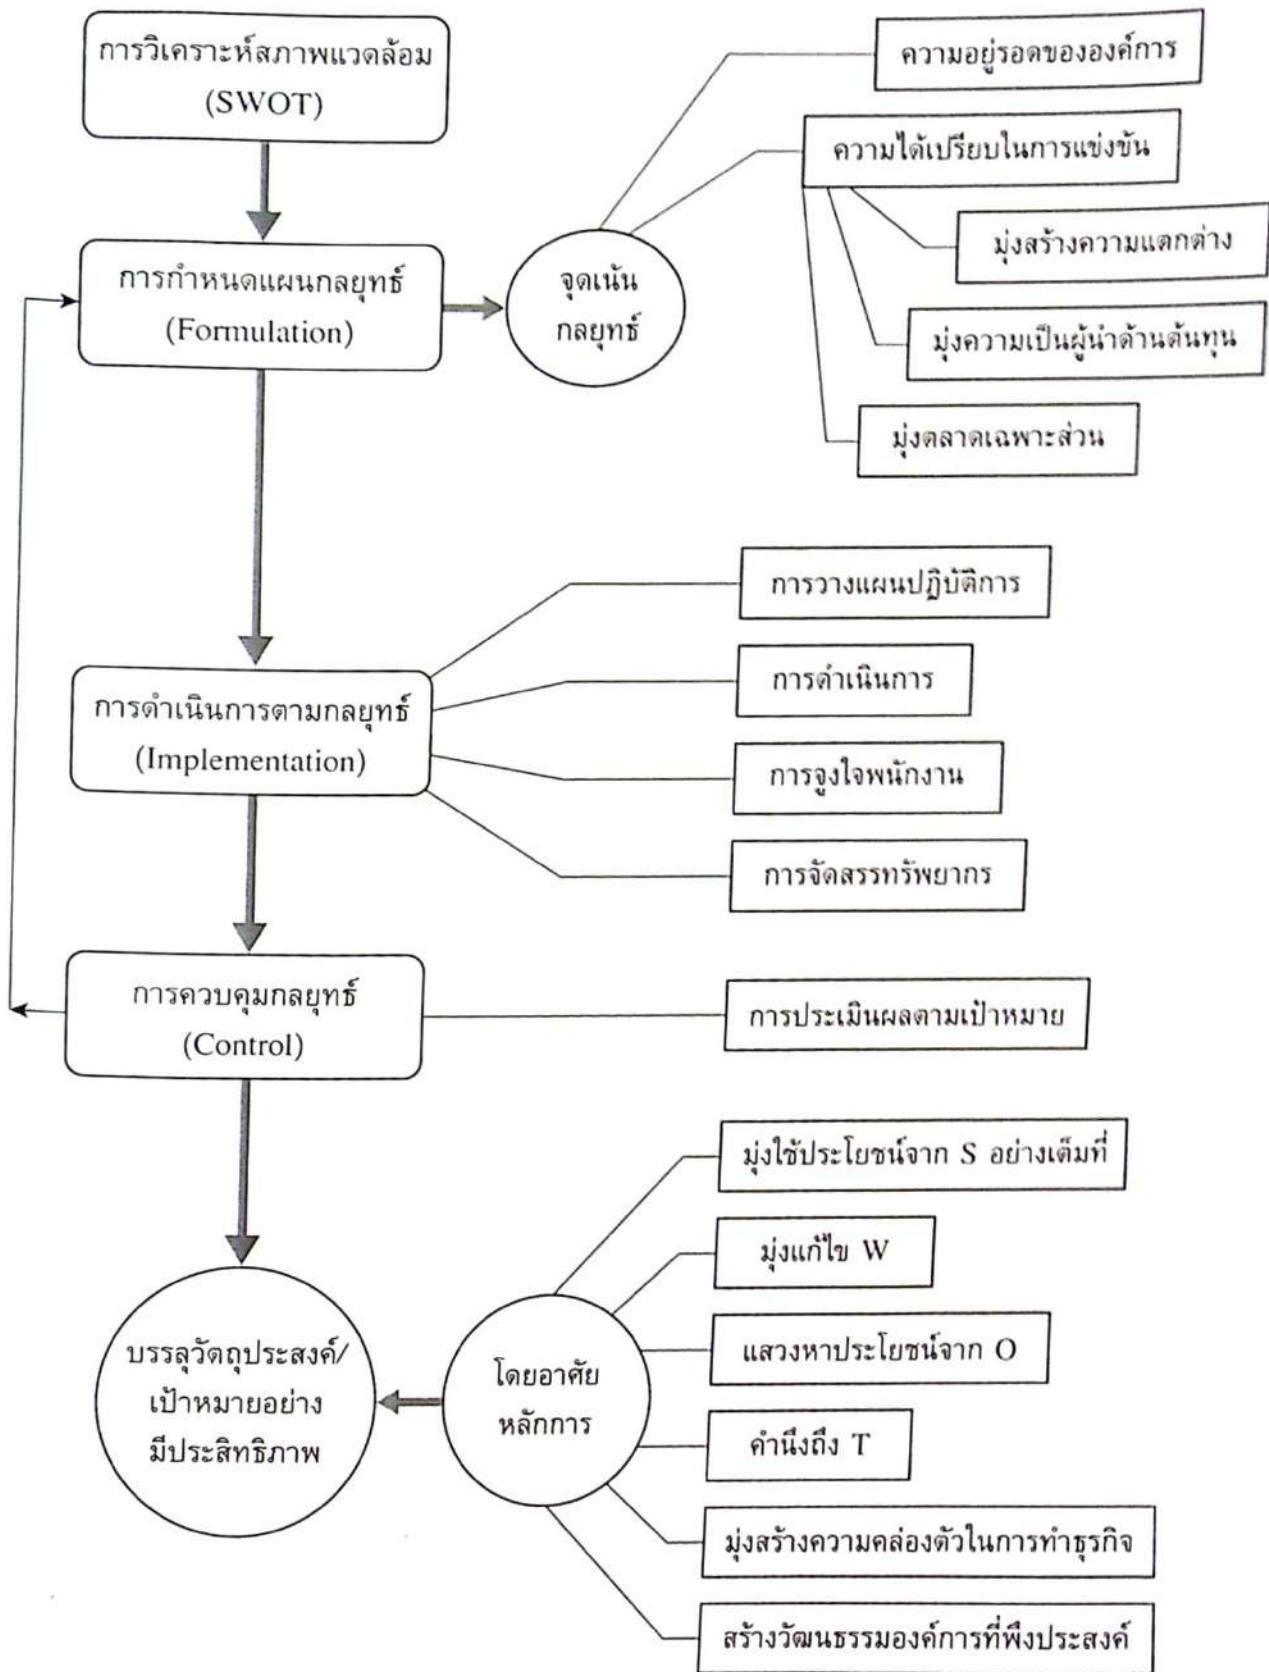 การวิเคราะห์สภาพแวดล้อม
(SWOT)
ความอยู่รอดขององค์การ
ความได้เปรียบในการแข่งขัน
มุ่งสร้างความแตกต่าง
มุ่งความเป็นผู้นำด้านต้นทุน
มุ่งตลาดเฉพาะส่วน
การกำหนดแผนกลยุทธ์
(Formulation)
จุดเน้น
กลยุทธ์
การวางแผนปฏิบัติการ
การดำเนินการ
การจูงใจพนักงาน
การจัดสรรทรัพยากร
การดำเนินการตามกลยุทธ์
(Implementation)
การควบคุมกลยุทธ์
(Control)
การประเมินผลตามเป้าหมาย
มุ่งใช้ประโยชน์จาก S อย่างเต็มที่
มุ่งแก้ไข W
แสวงหาประโยชน์จาก O
คำนึงถึง T
มุ่งสร้างความคล่องตัวในการทำธุรกิจ
สร้างวัฒนธรรมองค์การที่พึงประสงค์
โดยอาศัย
หลักการ
บรรลุวัตถุประสงค์/
เป้าหมายอย่าง
มีประสิทธิภาพ